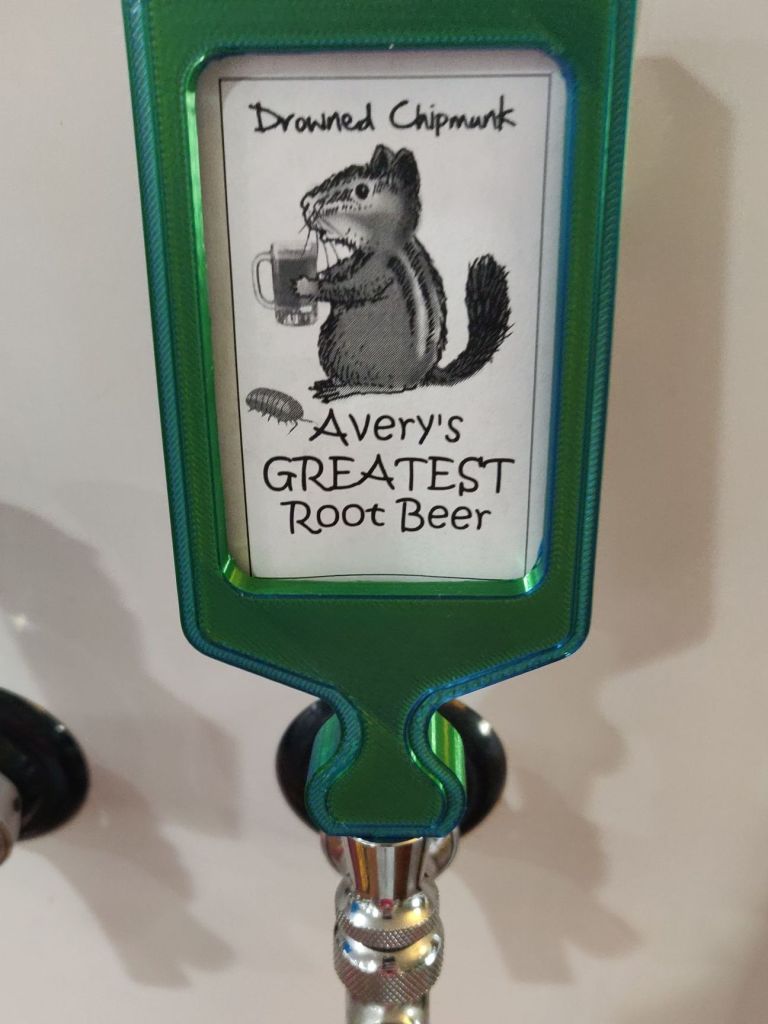 Drowned Chipmunk
Avery's
GREATEST
Root Beer